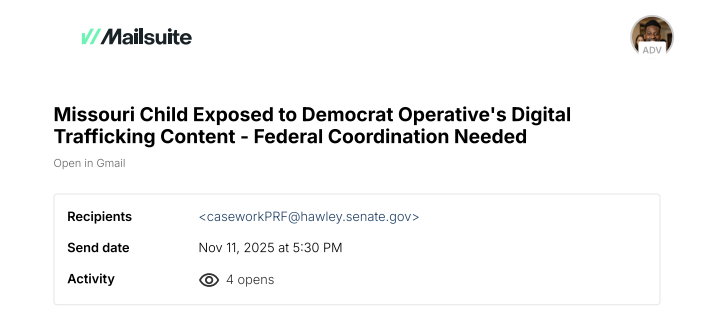 Mailsuite
ADV
Missouri Child Exposed to Democrat Operative's Digital
Trafficking Content - Federal Coordination Needed
Open in Gmail
Recipients <caseworkPRF@hawley.senate.gov>
Send date Nov 11, 2025 at 5:30 PM
Activity 4 opens